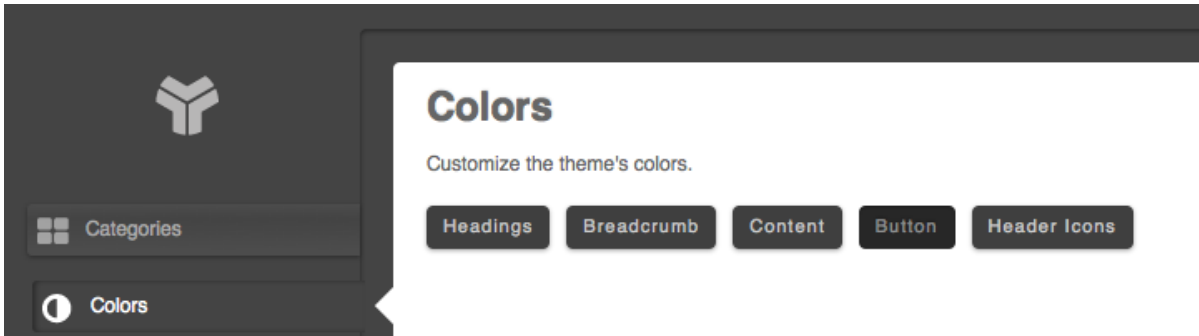 Colors
Customize the theme's colors.
Headings Breadcrumb Content Button Header Icons
Categories
Colors